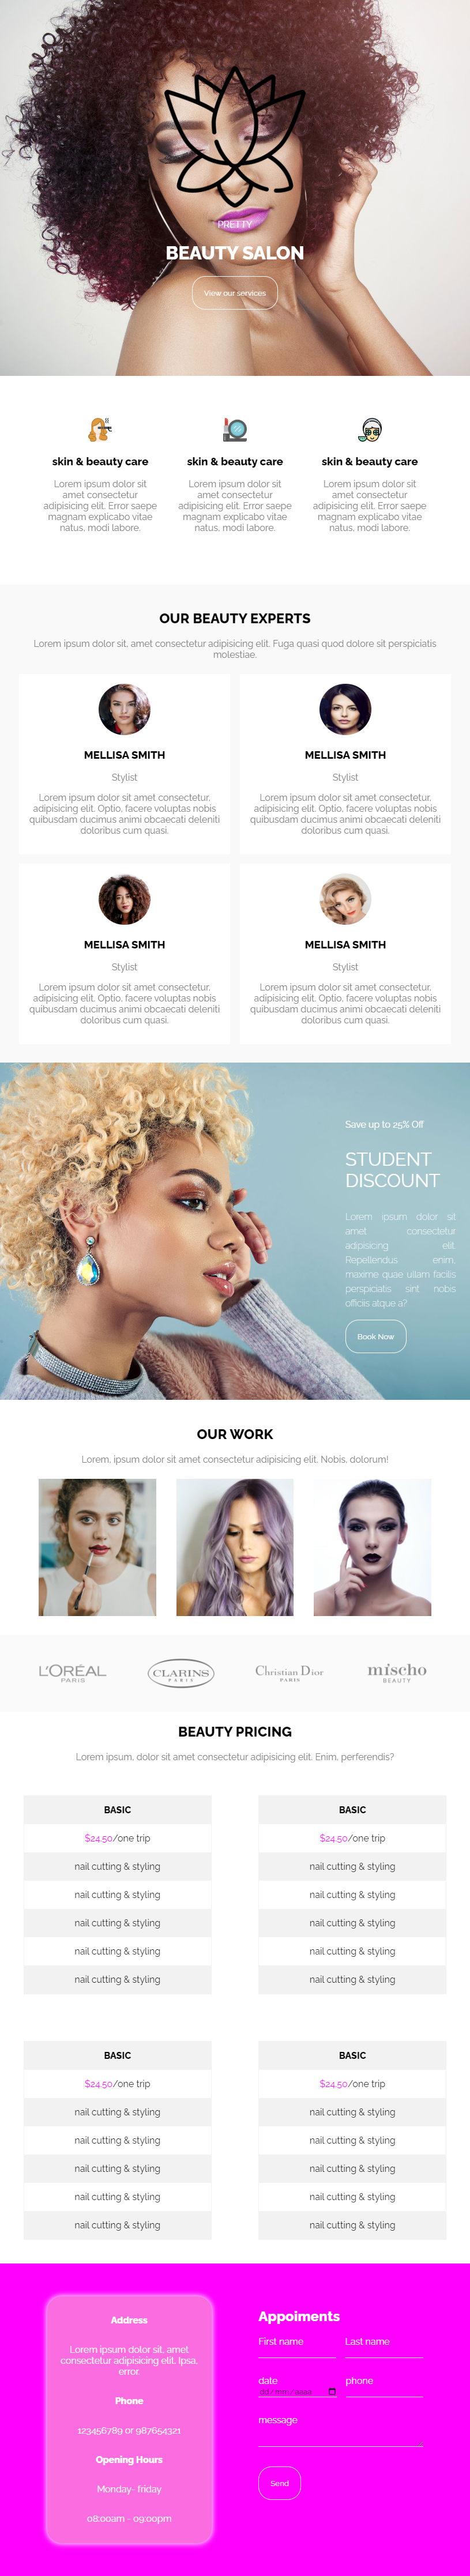 PRETTY
BEAUTY SALON
View our services
skin & beauty care
Lorem ipsum dolor sit
amet consectetur
adipisicing elit. Error saepe
magnam explicabo vitae
natus, modi labore.
skin & beauty care
Lorem ipsum dolor sit
amet consectetur
adipisicing elit. Error saepe
magnam explicabo vitae
natus, modi labore.
skin & beauty care
Lorem ipsum dolor sit
amet consectetur
adipisicing elit. Error saepe
magnam explicabo vitae
natus, modi labore.
OUR BEAUTY EXPERTS
Lorem ipsum dolor sit, amet consectetur adipisicing elit. Fuga quasi quod dolore sit perspiciatis
molestiae.
MELLISA SMITH
Stylist
Lorem ipsum dolor sit amet consectetur,
adipisicing elit. Optio, facere voluptas nobis
quibusdam ducimus animi obcaecati deleniti
doloribus cum quasi.
MELLISA SMITH
Stylist
Lorem ipsum dolor sit amet consectetur,
adipisicing elit. Optio, facere voluptas nobis
quibusdam ducimus animi obcaecati deleniti
doloribus cum quasi.
MELLISA SMITH
Stylist
Lorem ipsum dolor sit amet consectetur,
adipisicing elit. Optio, facere voluptas nobis
quibusdam ducimus animi obcaecati deleniti
doloribus cum quasi.
MELLISA SMITH
Stylist
Lorem ipsum dolor sit amet consectetur,
adipisicing elit. Optio, facere voluptas nobis
quibusdam ducimus animi obcaecati deleniti
doloribus cum quasi.
Save up to 25% Off
STUDENT
DISCOUNT
Lorem ipsum dolor sit
amet consectetur
adipisicing elit.
Repellendus enim,
maxime quae ullam facilis
perspiciatis sint nobis
officiis atque a?
Book Now
OUR WORK
Lorem, ipsum dolor sit amet consectetur adipisicing elit. Nobis, dolorum!
L'ORÉAL
PARIS
CLARINS
PARIS
Christian Dior
PARIS
mischo
BEAUTY
BEAUTY PRICING
Lorem ipsum, dolor sit amet consectetur adipisicing elit. Enim, perferendis?
BASIC
$24.50/one trip
nail cutting & styling
nail cutting & styling
nail cutting & styling
nail cutting & styling
nail cutting & styling
BASIC
$24.50/one trip
nail cutting & styling
nail cutting & styling
nail cutting & styling
nail cutting & styling
nail cutting & styling
BASIC
$24.50/one trip
nail cutting & styling
nail cutting & styling
nail cutting & styling
nail cutting & styling
nail cutting & styling
BASIC
$24.50/one trip
nail cutting & styling
nail cutting & styling
nail cutting & styling
nail cutting & styling
nail cutting & styling
Address
Lorem ipsum dolor sit, amet
consectetur adipisicing elit. Ipsa,
error.
Phone
123456789 or 987654321
Opening Hours
Monday- friday
08:00am - 09:00pm
Appoiments
First name
Last name
date
dd/mm/aaaa
phone
message
Send